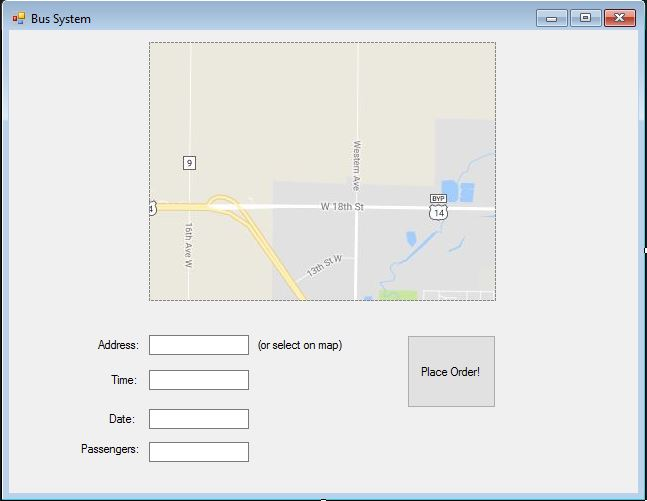 Bus System
9
Western Ave
BYP
14
4
W 18th St
16th Ave W
13th St W
Address:
(or select on map)
Place Order!
Time:
Date:
Passengers: